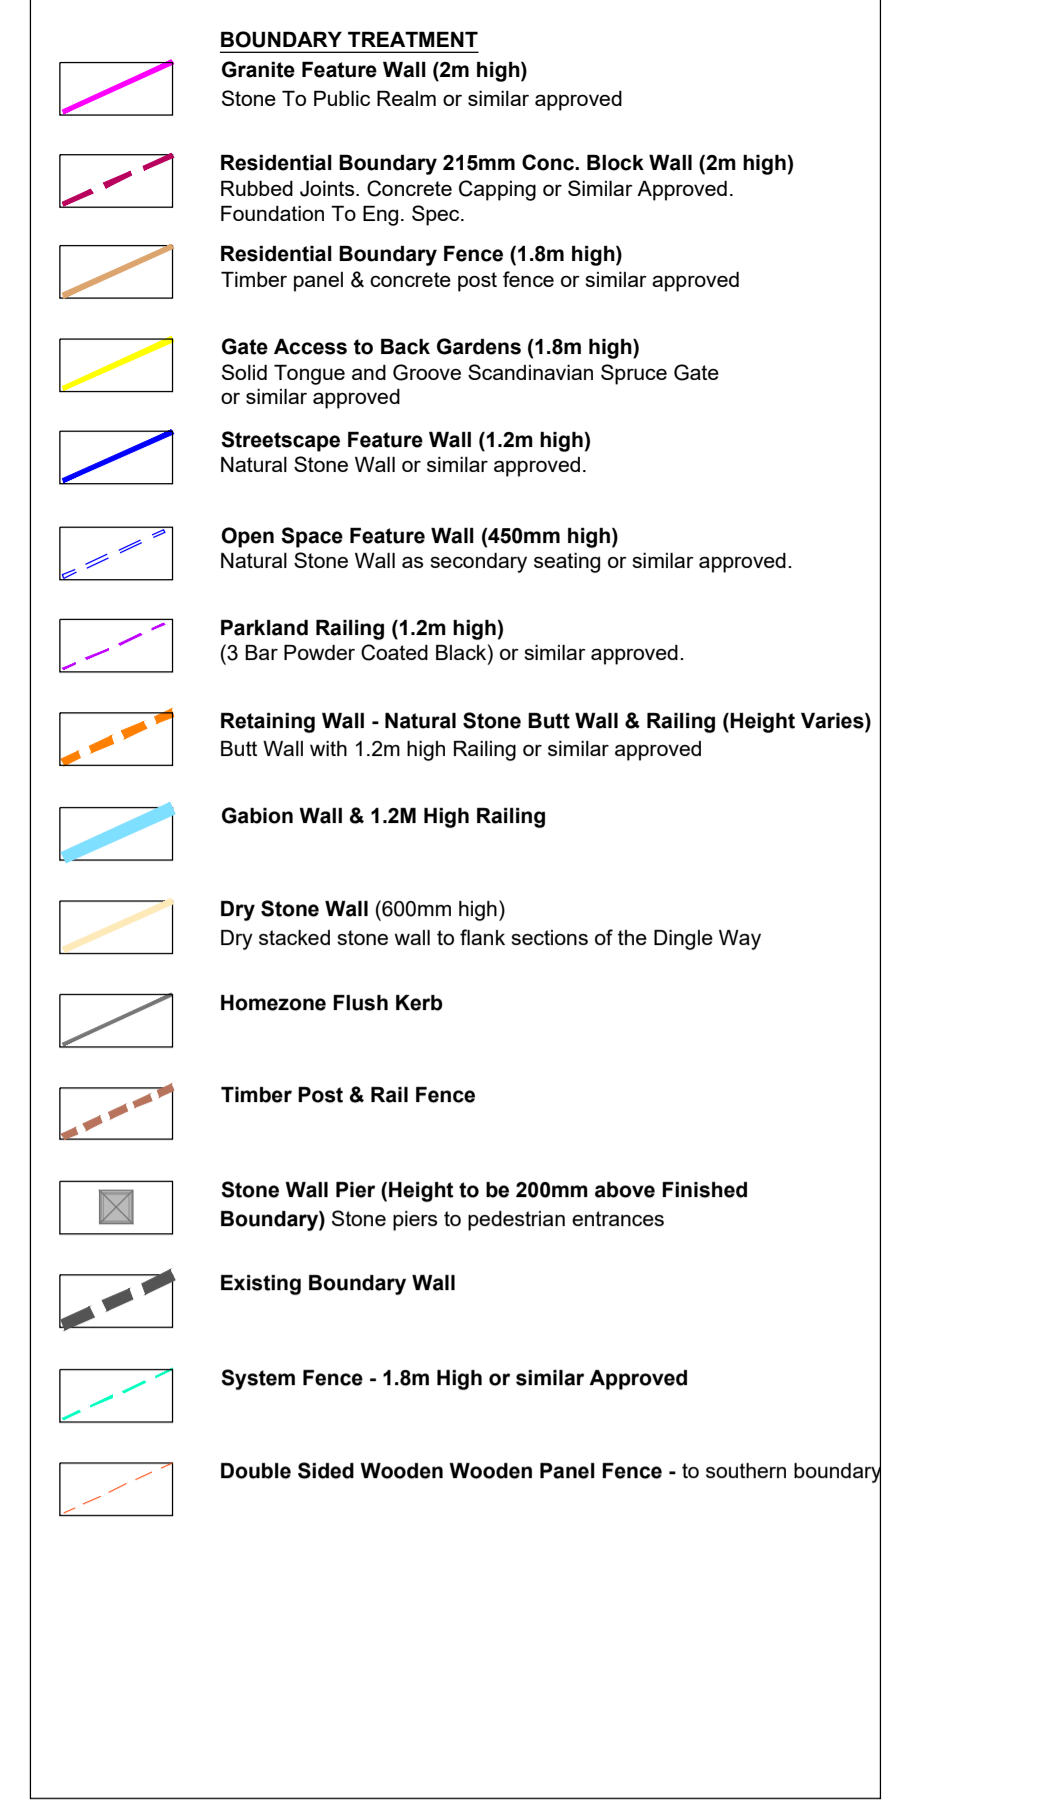 BOUNDARY TREATMENT
Granite Feature Wall (2m high)
Stone To Public Realm or similar approved
Residential Boundary 215mm Conc. Block Wall (2m high)
Rubbed Joints. Concrete Capping or Similar Approved.
Foundation To Eng. Spec.
Residential Boundary Fence (1.8m high)
Timber panel & concrete post fence or similar approved
Gate Access to Back Gardens (1.8m high)
Solid Tongue and Groove Scandinavian Spruce Gate
or similar approved
Streetscape Feature Wall (1.2m high)
Natural Stone Wall or similar approved.
Open Space Feature Wall (450mm high)
Natural Stone Wall as secondary seating or similar approved.
Parkland Railing (1.2m high)
(3 Bar Powder Coated Black) or similar approved.
Retaining Wall - Natural Stone Butt Wall & Railing (Height Varies)
Butt Wall with 1.2m high Railing or similar approved
Gabion Wall & 1.2M High Railing
Dry Stone Wall (600mm high)
Dry stacked stone wall to flank sections of the Dingle Way
Homezone Flush Kerb
Timber Post & Rail Fence
Stone Wall Pier (Height to be 200mm above Finished
Boundary) Stone piers to pedestrian entrances
Existing Boundary Wall
System Fence - 1.8m High or similar Approved
Double Sided Wooden Wooden Panel Fence - to southern boundary